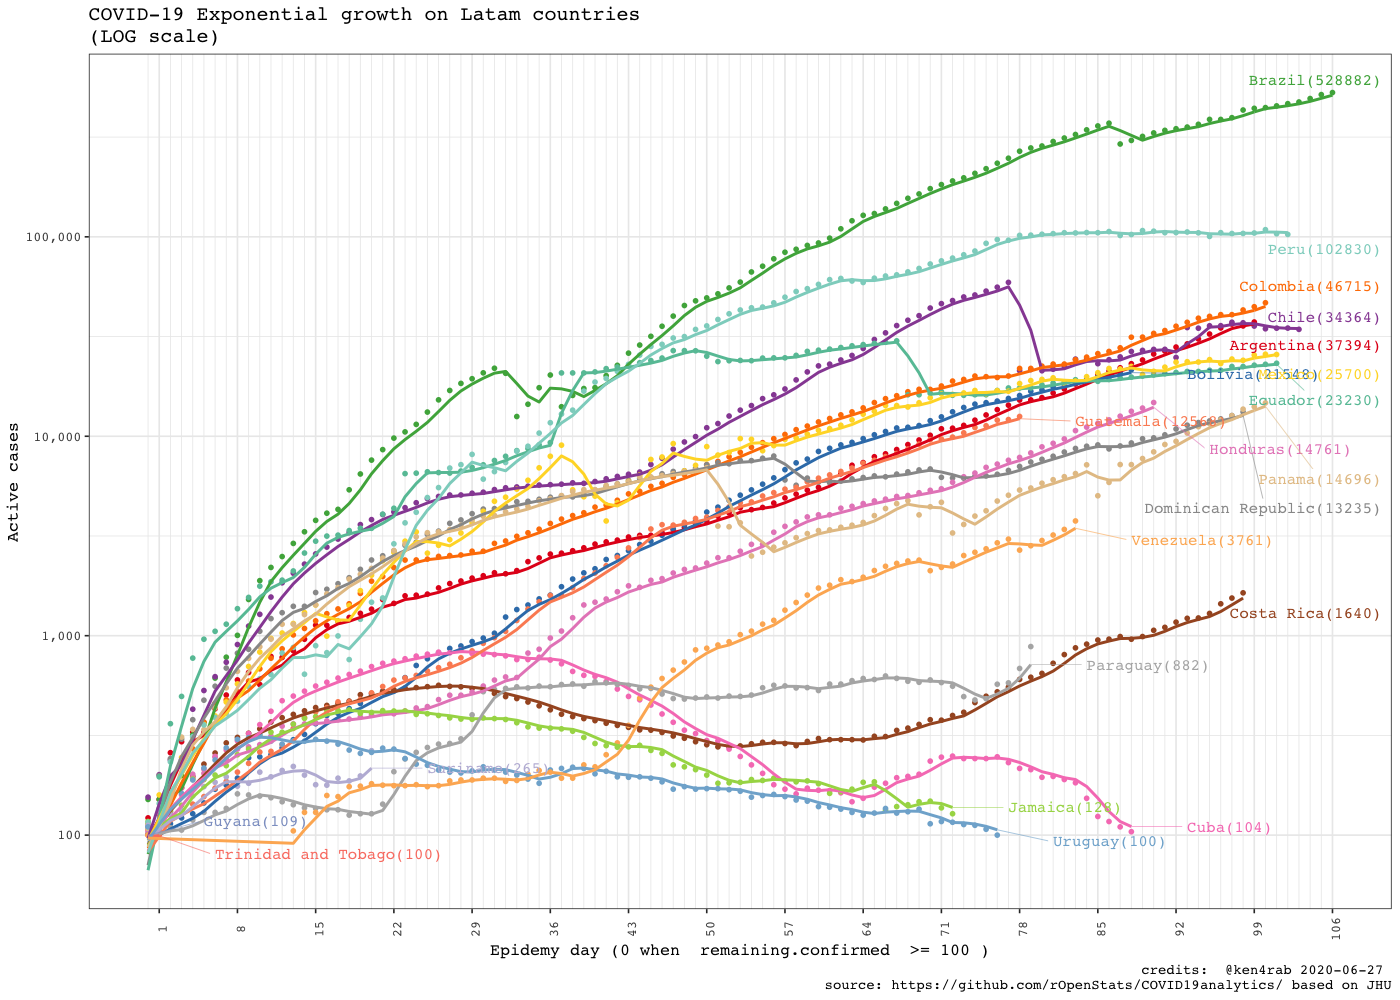 COVID-19 Exponential growth on Latam countries
(LOG scale)
Active cases
100,000
10,000
1,000
100
Brazil(528882)
Peru(102830)
Colombia(46715)
Chile(34364)
Argentina(37394)
Bolivia(21548)
(25700)
Ecuador(23230)
Guatemala(12568)
Honduras(14761)
Panama(14696)
Dominican Republic(13235)
Venezuela(3761)
Costa Rica(1640)
Paraguay(882)
Suriname(265)
Jamaica(128)
Guyana(109)
Cuba(104)
Uruguay(100)
Trinidad and Tobago(100)
1 8 15 22 29 36 43 50 57 64 71 78 85 92 99 106
Epidemy day (0 when remaining.confirmed >= 100 )
credits: @ken4rab 2020-06-27
source: https://github.com/rOpenStats/COVID19analytics/ based on JHU